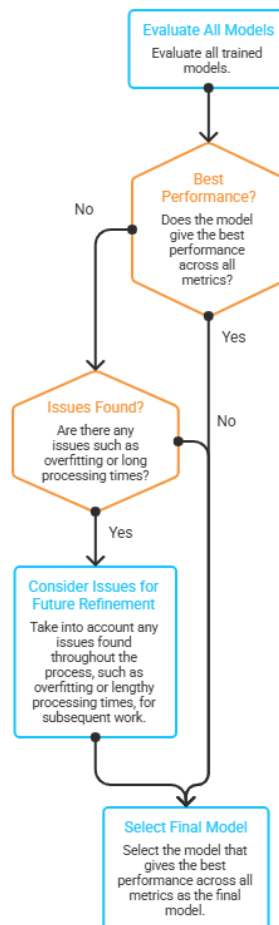 Evaluate All Models
Evaluate all trained
models.
Best
Performance?
Does the model
give the best
performance
across all
metrics?
No
Yes
Issues Found?
Are there any
issues such as
overfitting or long
processing times?
No
Yes
Consider Issues for
Future Refinement
Take into account any
issues found
throughout the
process, such as
overfitting or lengthy
processing times, for
subsequent work.
Select Final Model
Select the model that
gives the best
performance across all
metrics as the final
model.